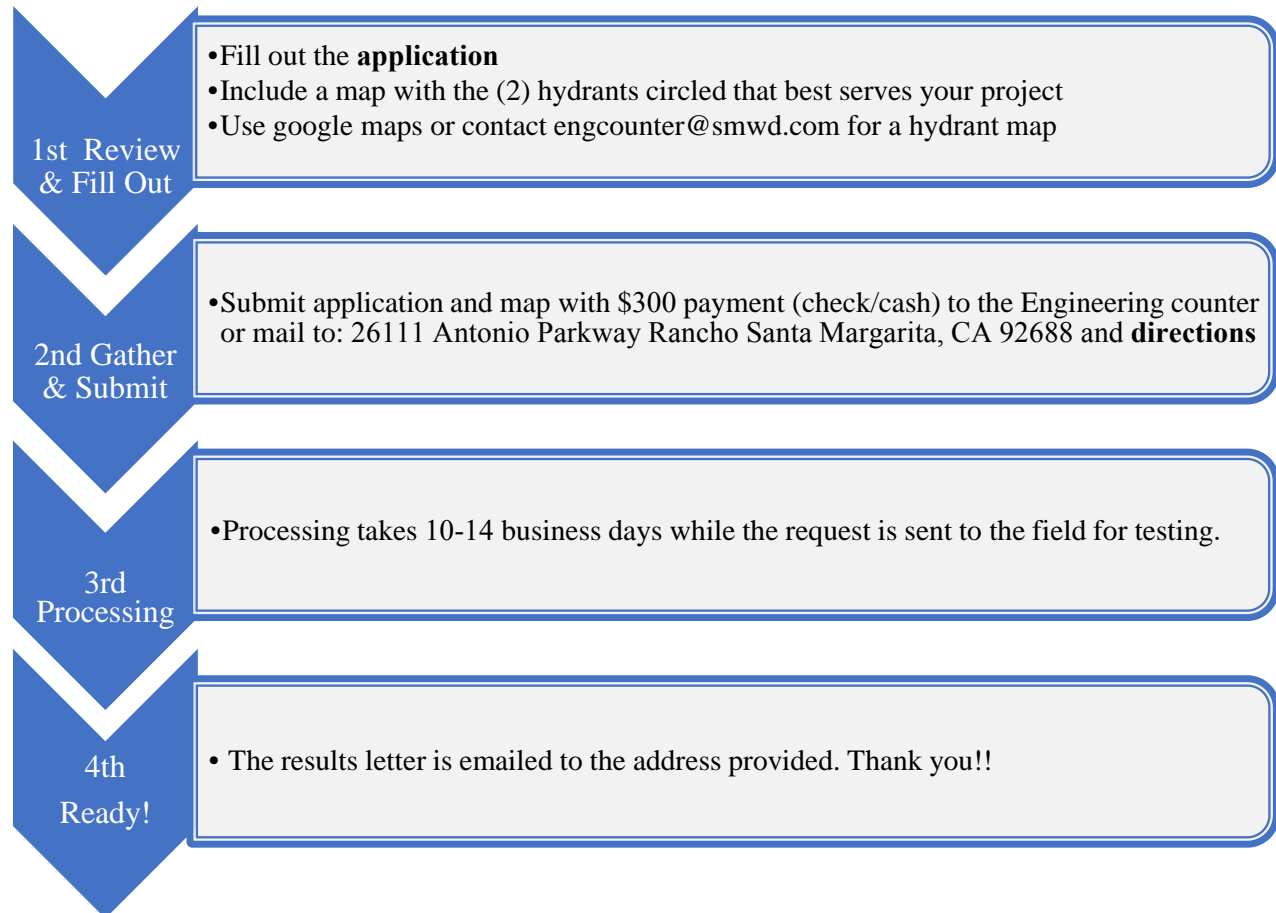 1st Review
& Fill Out
•Fill out the application
•Include a map with the (2) hydrants circled that best serves your project
•Use google maps or contact engcounter@smwd.com for a hydrant map
2nd Gather
& Submit
•Submit application and map with $300 payment (check/cash) to the Engineering counter
or mail to: 26111 Antonio Parkway Rancho Santa Margarita, CA 92688 and directions
3rd
Processing
•Processing takes 10-14 business days while the request is sent to the field for testing.
4th
Ready!
• The results letter is emailed to the address provided. Thank you!!